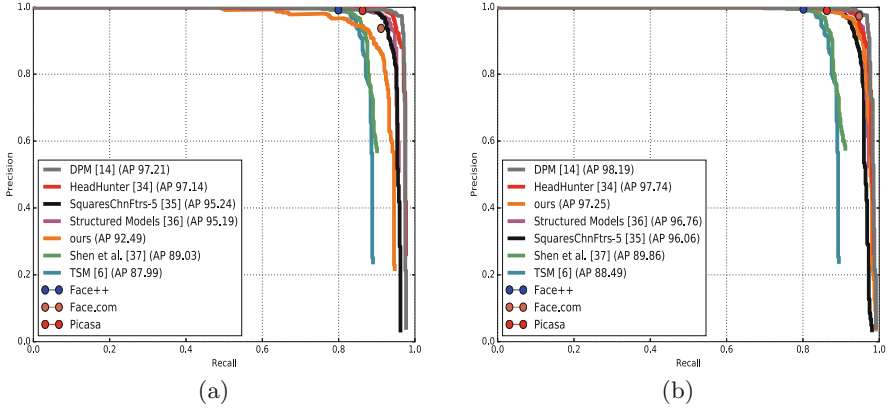 1.0
0.8
0.6
0.4
0.2
0.0
Precision
DPM [14] (AP 97.21)
HeadHunter [34] (AP 97.14)
SquaresChnFtrs-5 [35] (AP 95.24)
Structured Models [36] (AP 95.19)
ours (AP 92.49)
Shen et al. [37] (AP 89.03)
TSM [6] (AP 87.99)
Face++
Face.com
Picasa
0.0 0.2 0.4 0.6 0.8 1.0
Recall
(a)
1.0
0.8
0.6
0.4
0.2
0.0
Precision
DPM [14] (AP 98.19)
HeadHunter [34] (AP 97.74)
ours (AP 97.25)
Structured Models [36] (AP 96.76)
SquaresChnFtrs-5 [35] (AP 96.06)
Shen et al. [37] (AP 89.86)
TSM [6] (AP 88.49)
Face++
Face.com
Picasa
0.0 0.2 0.4 0.6 0.8 1.0
Recall
(b)